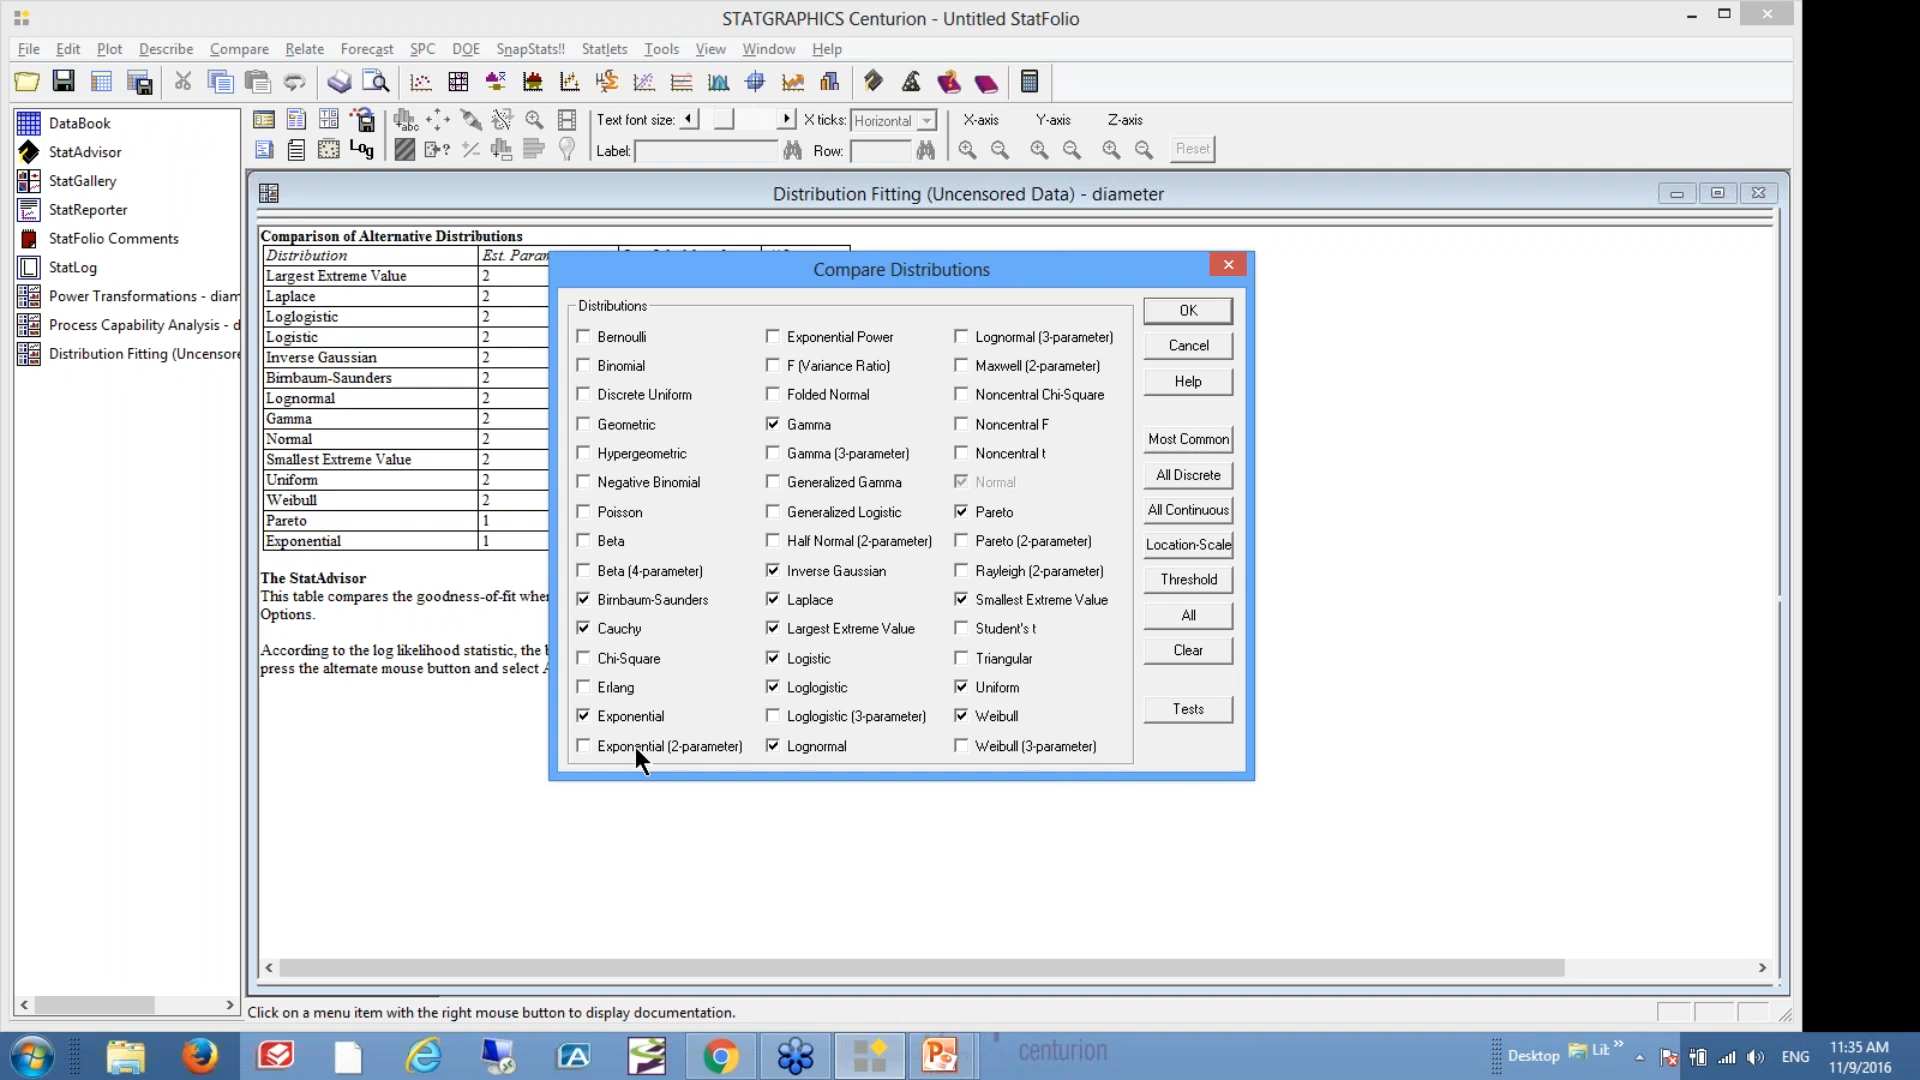 STATGRAPHICS Centurion - Untitled StatFolio
File Edit Plot Describe Compare Relate Forecast SPC DOE SnapStats!! Statlets Tools View Window Help
Text font size: X ticks: Horizontal X-axis Y-axis Z-axis
Log Label: Row: Reset
DataBook
StatAdvisor
StatGallery
StatReporter
StatFolio Comments
StatLog
Power Transformations - diam
Process Capability Analysis - d
Distribution Fitting (Uncensore
Distribution Fitting (Uncensored Data) - diameter
Comparison of Alternative Distributions
Distribution Est. Param
Largest Extreme Value 2
Laplace 2
Loglogistic 2
Logistic 2
Inverse Gaussian 2
Birnbaum-Saunders 2
Lognormal 2
Gamma 2
Normal 2
Smallest Extreme Value 2
Uniform 2
Weibull 2
Pareto 1
Exponential 1
The StatAdvisor
This table compares the goodness-of-fit whe
Options.
According to the log likelihood statistic, the b
press the alternate mouse button and select A
Compare Distributions
Distributions
Bernoulli
Binomial
Discrete Uniform
Geometric
Hypergeometric
Negative Binomial
Poisson
Beta
Beta (4-parameter)
Birnbaum-Saunders
Cauchy
Chi-Square
Erlang
Exponential
Exponential (2-parameter)
Exponential Power
F (Variance Ratio)
Folded Normal
Gamma
Gamma (3-parameter)
Generalized Gamma
Generalized Logistic
Half Normal (2-parameter)
Inverse Gaussian
Laplace
Largest Extreme Value
Logistic
Loglogistic
Loglogistic (3-parameter)
Lognormal
Lognormal (3-parameter)
Maxwell (2-parameter)
Noncentral Chi-Square
Noncentral F
Noncentral t
Normal
Pareto
Pareto (2-parameter)
Rayleigh (2-parameter)
Smallest Extreme Value
Student's t
Triangular
Uniform
Weibull
Weibull (3-parameter)
OK
Cancel
Help
Most Common
All Discrete
All Continuous
Location-Scale
Threshold
All
Clear
Tests
Click on a menu item with the right mouse button to display documentation.
centurion
Desktop Lib » ENG
11:35 AM
11/9/2016